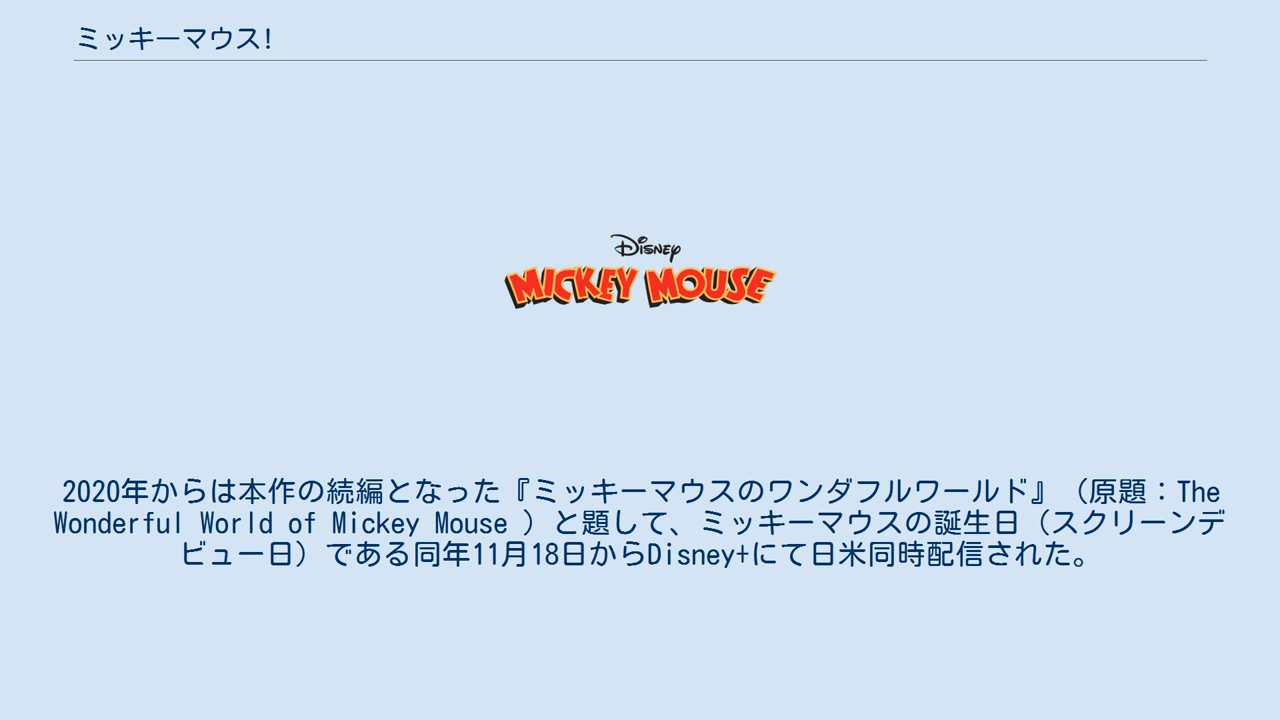 ミッキーマウス!
Disney
MICKEY MOUSE
2020年からは本作の続編となった『ミッキーマウスのワンダフルワールド』（原題：The
Wonderful World of Mickey Mouse ）と題して、ミッキーマウスの誕生日（スクリーンデ
ビュー日）である同年11月18日からDisney+にて日米同時配信された。